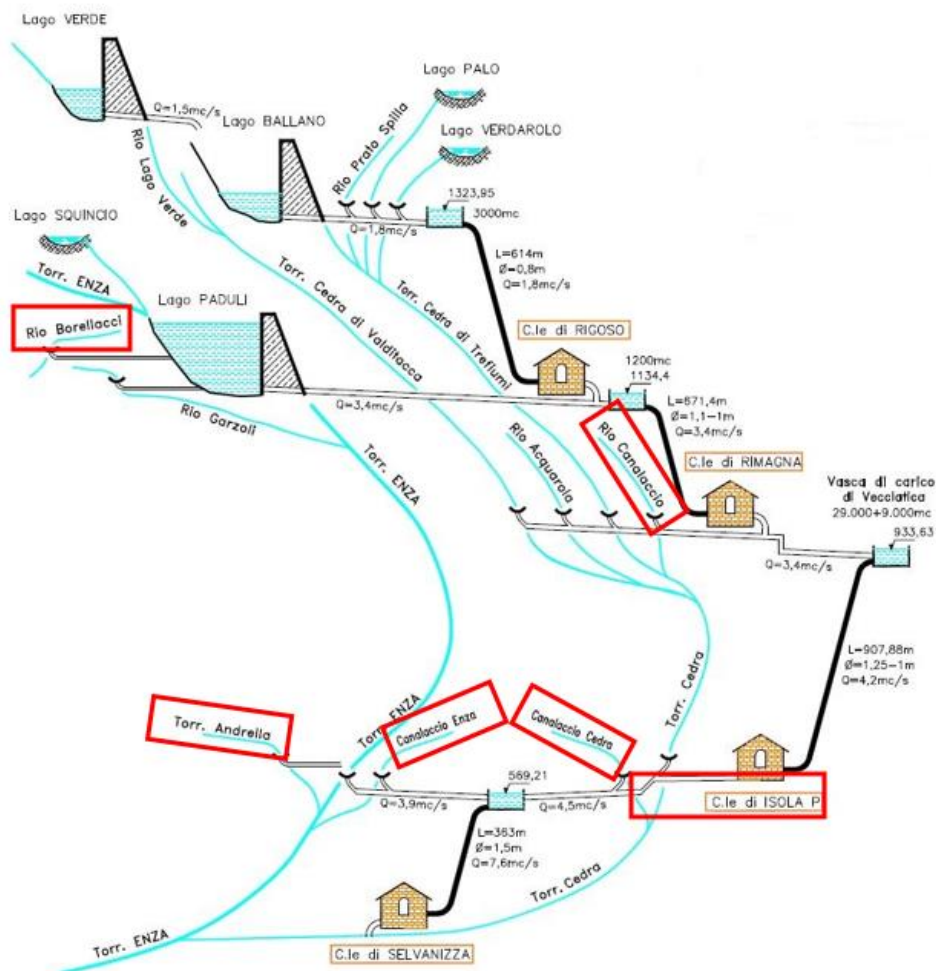 Lago VERDE
Q=1,5mc/s
Lago PALO
Lago BALLANO
Rio Prato Spilla
Lago VERDAROLO
Rio Lago Verde
1323,95
3000mc
Q=1,8mc/s
Lago SQUINCIO
L=614m
Ø=0,8m
Q=1,8mc/s
Torr. ENZA
Lago PADULI
Torr. Cedra di Valditacca
Torr. Cedra di Trefiumi
Rio Borellacci
C.le di RIGOSO
1200mc
1134,4
L=671,4m
Ø=1,1-1m
Q=3,4mc/s
Q=3,4mc/s
Rio Garzoli
Torr. ENZA
Rio Acquarola
Rio Canalaccio
C.le di RIMAGNA
Vasca di carico
di Vecciatica
29.000+9.000mc
933,63
Q=3,4mc/s
L=907,88m
Ø=1,25-1m
Q=4,2mc/s
Torr. Cedra
Torr. Andrella
Torr. ENZA
Canalaccio Enza
Canalaccio Cedra
569,21
Q=3,9mc/s
Q=4,5mc/s
C.le di ISOLA P
L=363m
Ø=1,5m
Q=7,6mc/s
Torr.Cedra
Torr. ENZA
C.le di SELVANIZZA